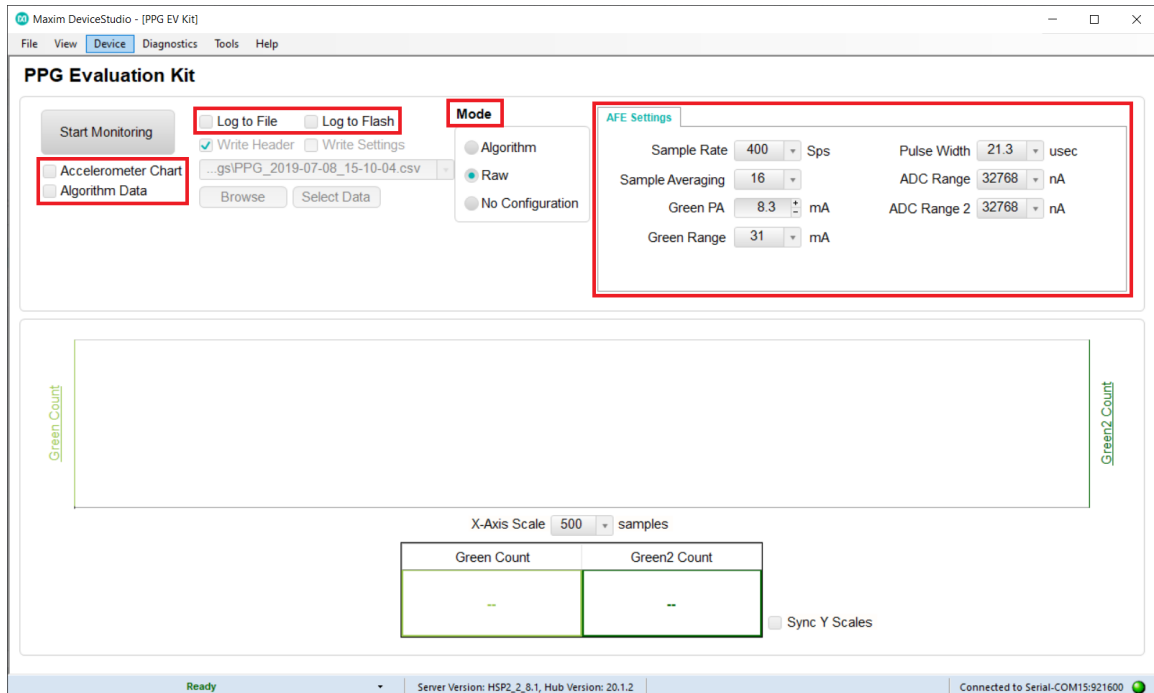 Maxim DeviceStudio - [PPG EV Kit]
File View Device Diagnostics Tools Help
PPG Evaluation Kit
Start Monitoring
Accelerometer Chart
Algorithm Data
Log to File Log to Flash
Write Header Write Settings
...gs\PPG_2019-07-08_15-10-04.csv
Browse Select Data
Mode
Algorithm
Raw
No Configuration
AFE Settings
Sample Rate 400 Sps
Sample Averaging 16
Green PA 8.3 mA
Green Range 31 mA
Pulse Width 21.3 usec
ADC Range 32768 nA
ADC Range 2 32768 nA
Green Count
Green2 Count
X-Axis Scale 500 samples
Green Count Green2 Count
-- --
Sync Y Scales
Ready Server Version: HSP2_2_8.1, Hub Version: 20.1.2 Connected to Serial-COM15:921600